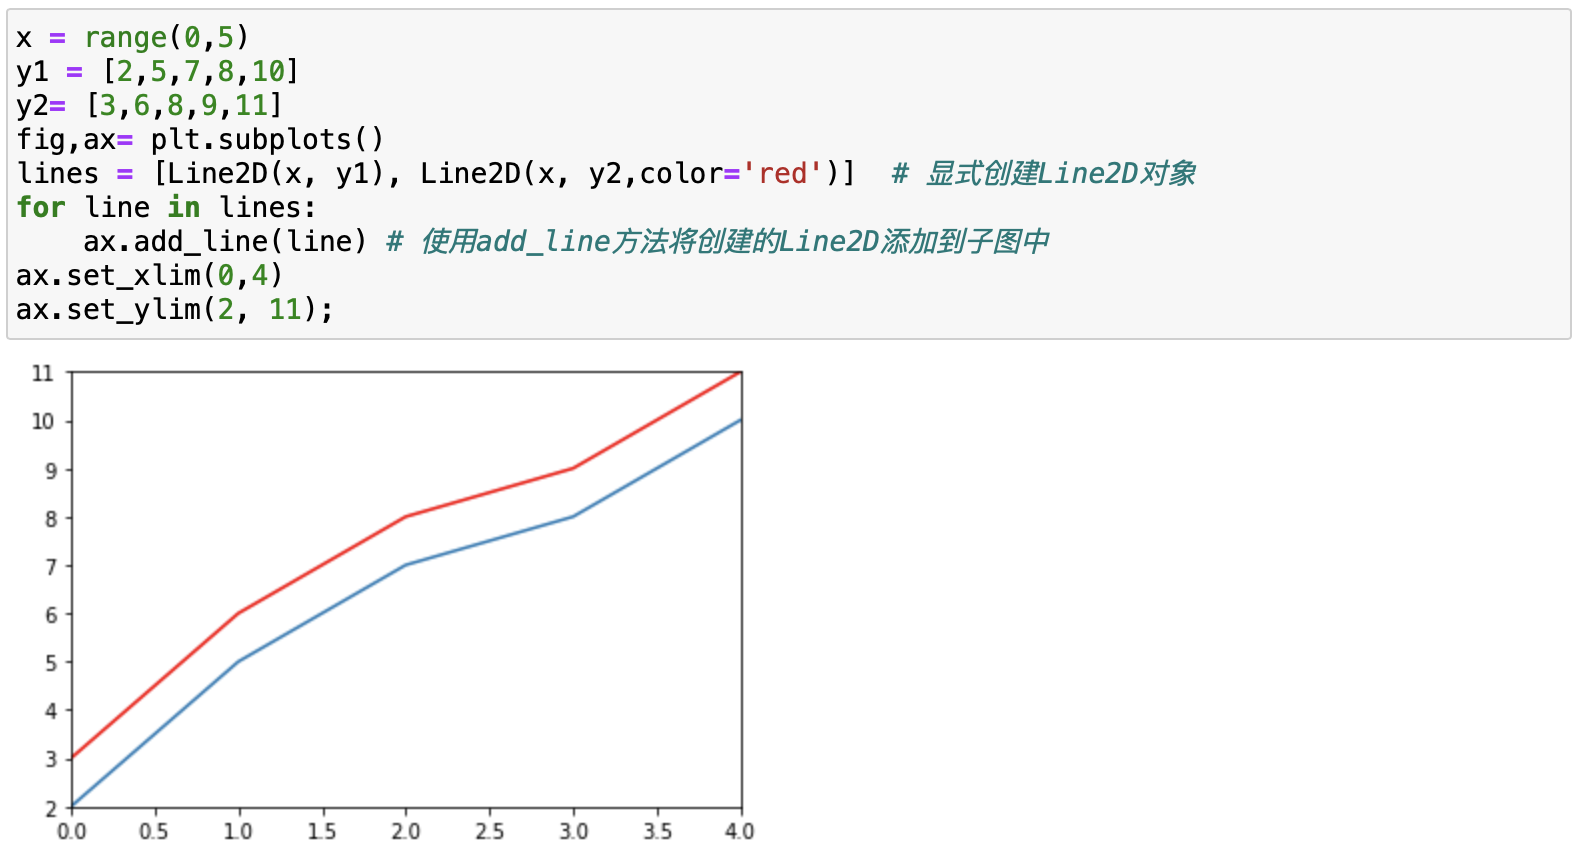 x = range(0,5)
y1 = [2,5,7,8,10]
y2= [3,6,8,9,11]
fig,ax= plt.subplots()
lines = [Line2D(x, y1), Line2D(x, y2,color='red')]  # 显式创建Line2D对象
for line in lines:
    ax.add_line(line) # 使用add_line方法将创建的Line2D添加到子图中
ax.set_xlim(0,4)
ax.set_ylim(2, 11);
11
10
9
8
7
6
5
4
3
2
0.0 0.5 1.0 1.5 2.0 2.5 3.0 3.5 4.0